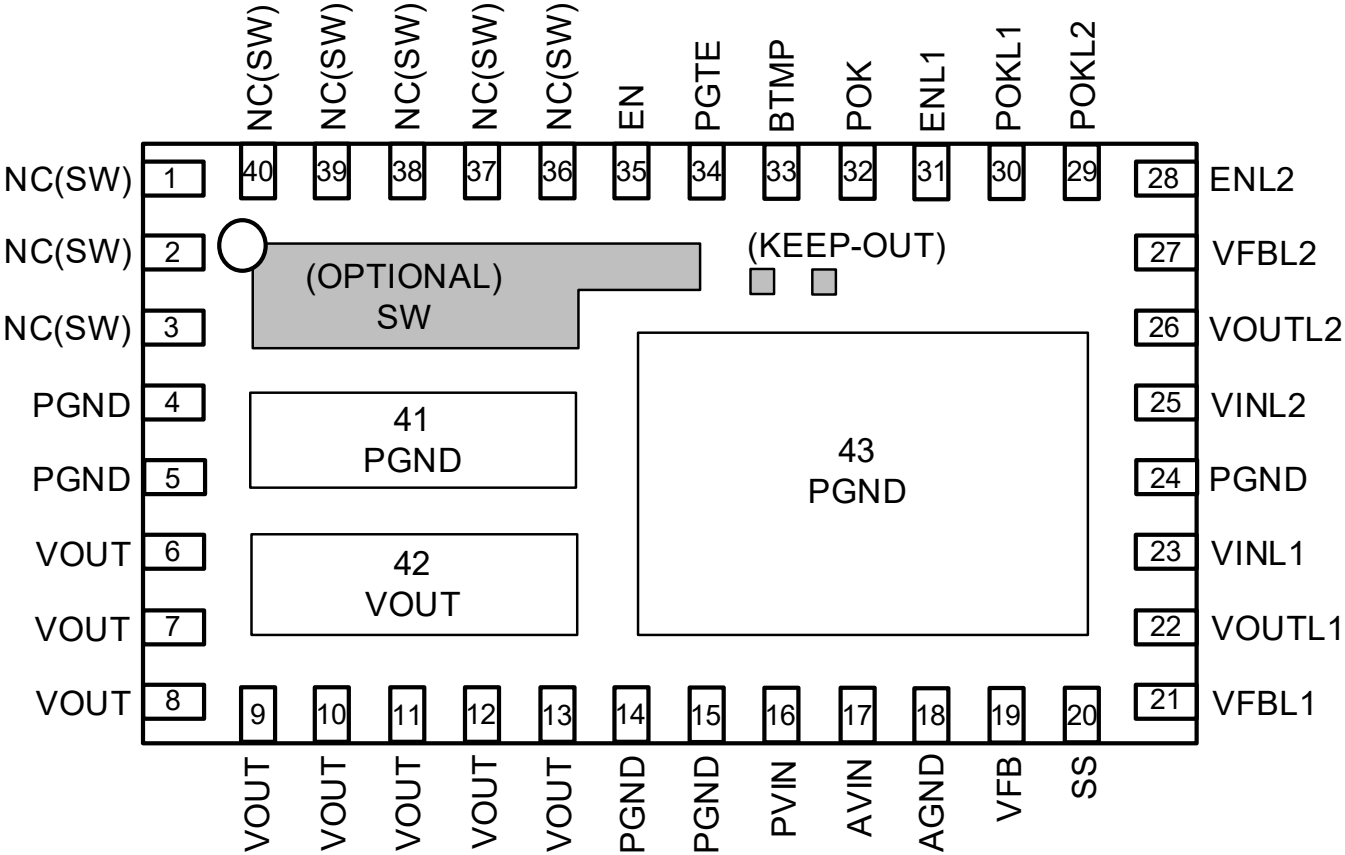 NC(SW)
NC(SW)
NC(SW)
NC(SW)
NC(SW)
EN
PGTE
BTMP
POK
ENL1
POKL1
POKL2
40
39
38
37
36
35
34
33
32
31
30
29
NC(SW)
1
28
ENL2
NC(SW)
2
27
VFBL2
NC(SW)
3
26
VOUTL2
PGND
4
25
VINL2
PGND
5
24
PGND
VOUT
6
23
VINL1
VOUT
7
22
VOUTL1
VOUT
8
21
VFBL1
(OPTIONAL)
SW
(KEEP-OUT)
41
PGND
42
VOUT
43
PGND
9
10
11
12
13
14
15
16
17
18
19
20
VOUT
VOUT
VOUT
VOUT
VOUT
PGND
PGND
PVIN
AVIN
AGND
VFB
SS